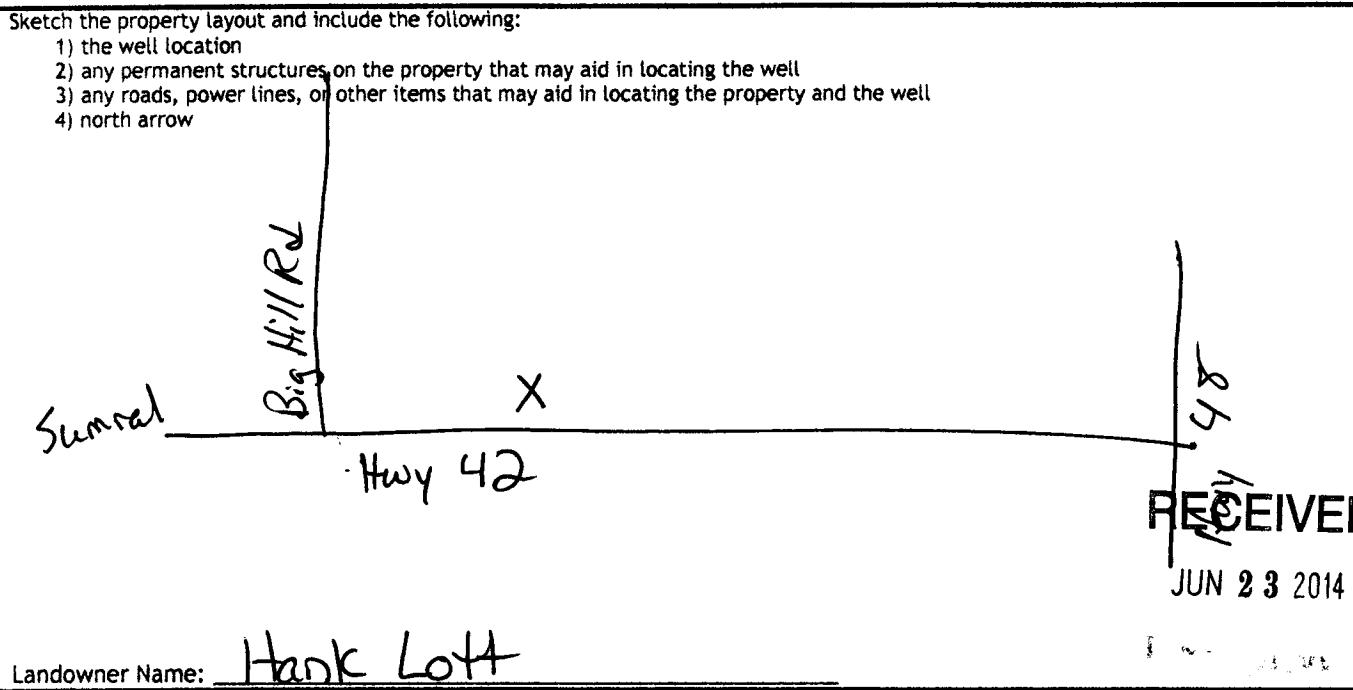 Sketch the property layout and include the following:
1) the well location
2) any permanent structures on the property that may aid in locating the well
3) any roads, power lines, or other items that may aid in locating the property and the well
4) north arrow
Big Hill Rd
X
Sumral
Hwy 42
Hwy 48
RECEIVE
JUN 23 2014
Landowner Name: Hank Lott